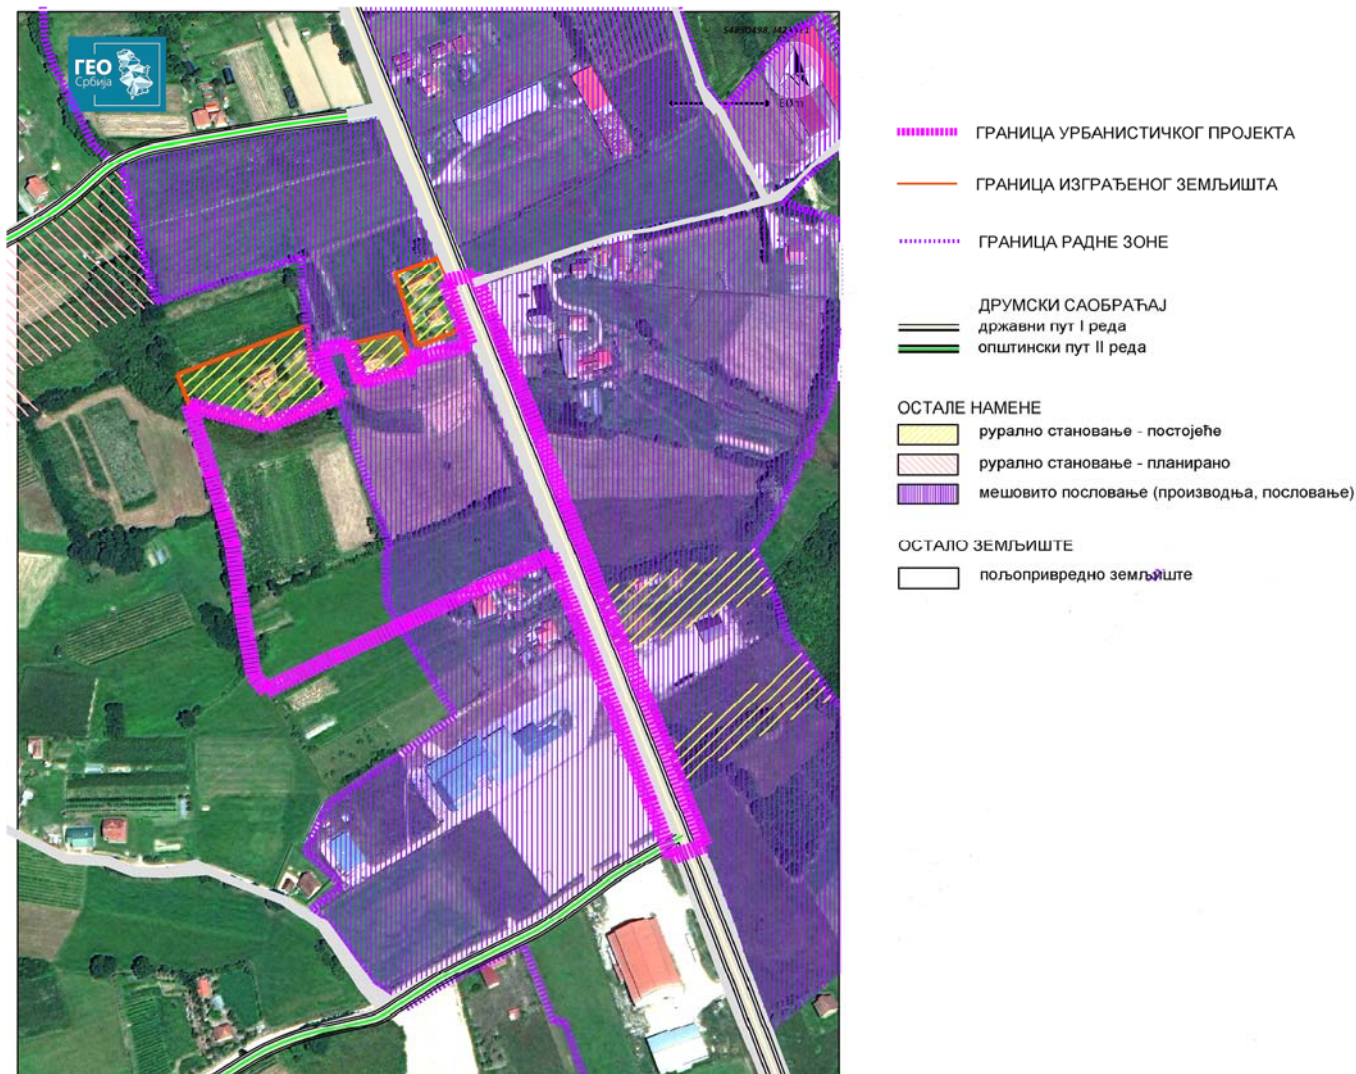 ГЕО
Србија
60m
ГРАНИЦА УРБАНИСТИЧКОГ ПРОЈЕКТА
ГРАНИЦА ИЗГРАЂЕНОГ ЗЕМЉИШТА
ГРАНИЦА РАДНЕ ЗОНЕ
ДРУМСКИ САОБРАЋАЈ
државни пут I реда
општински пут II реда
ОСТАЛЕ НАМЕНЕ
рурално становање - постојеће
рурално становање - планирано
мешовито пословање (производња, пословање)
ОСТАЛО ЗЕМЉИШТЕ
пољопривредно земљиште